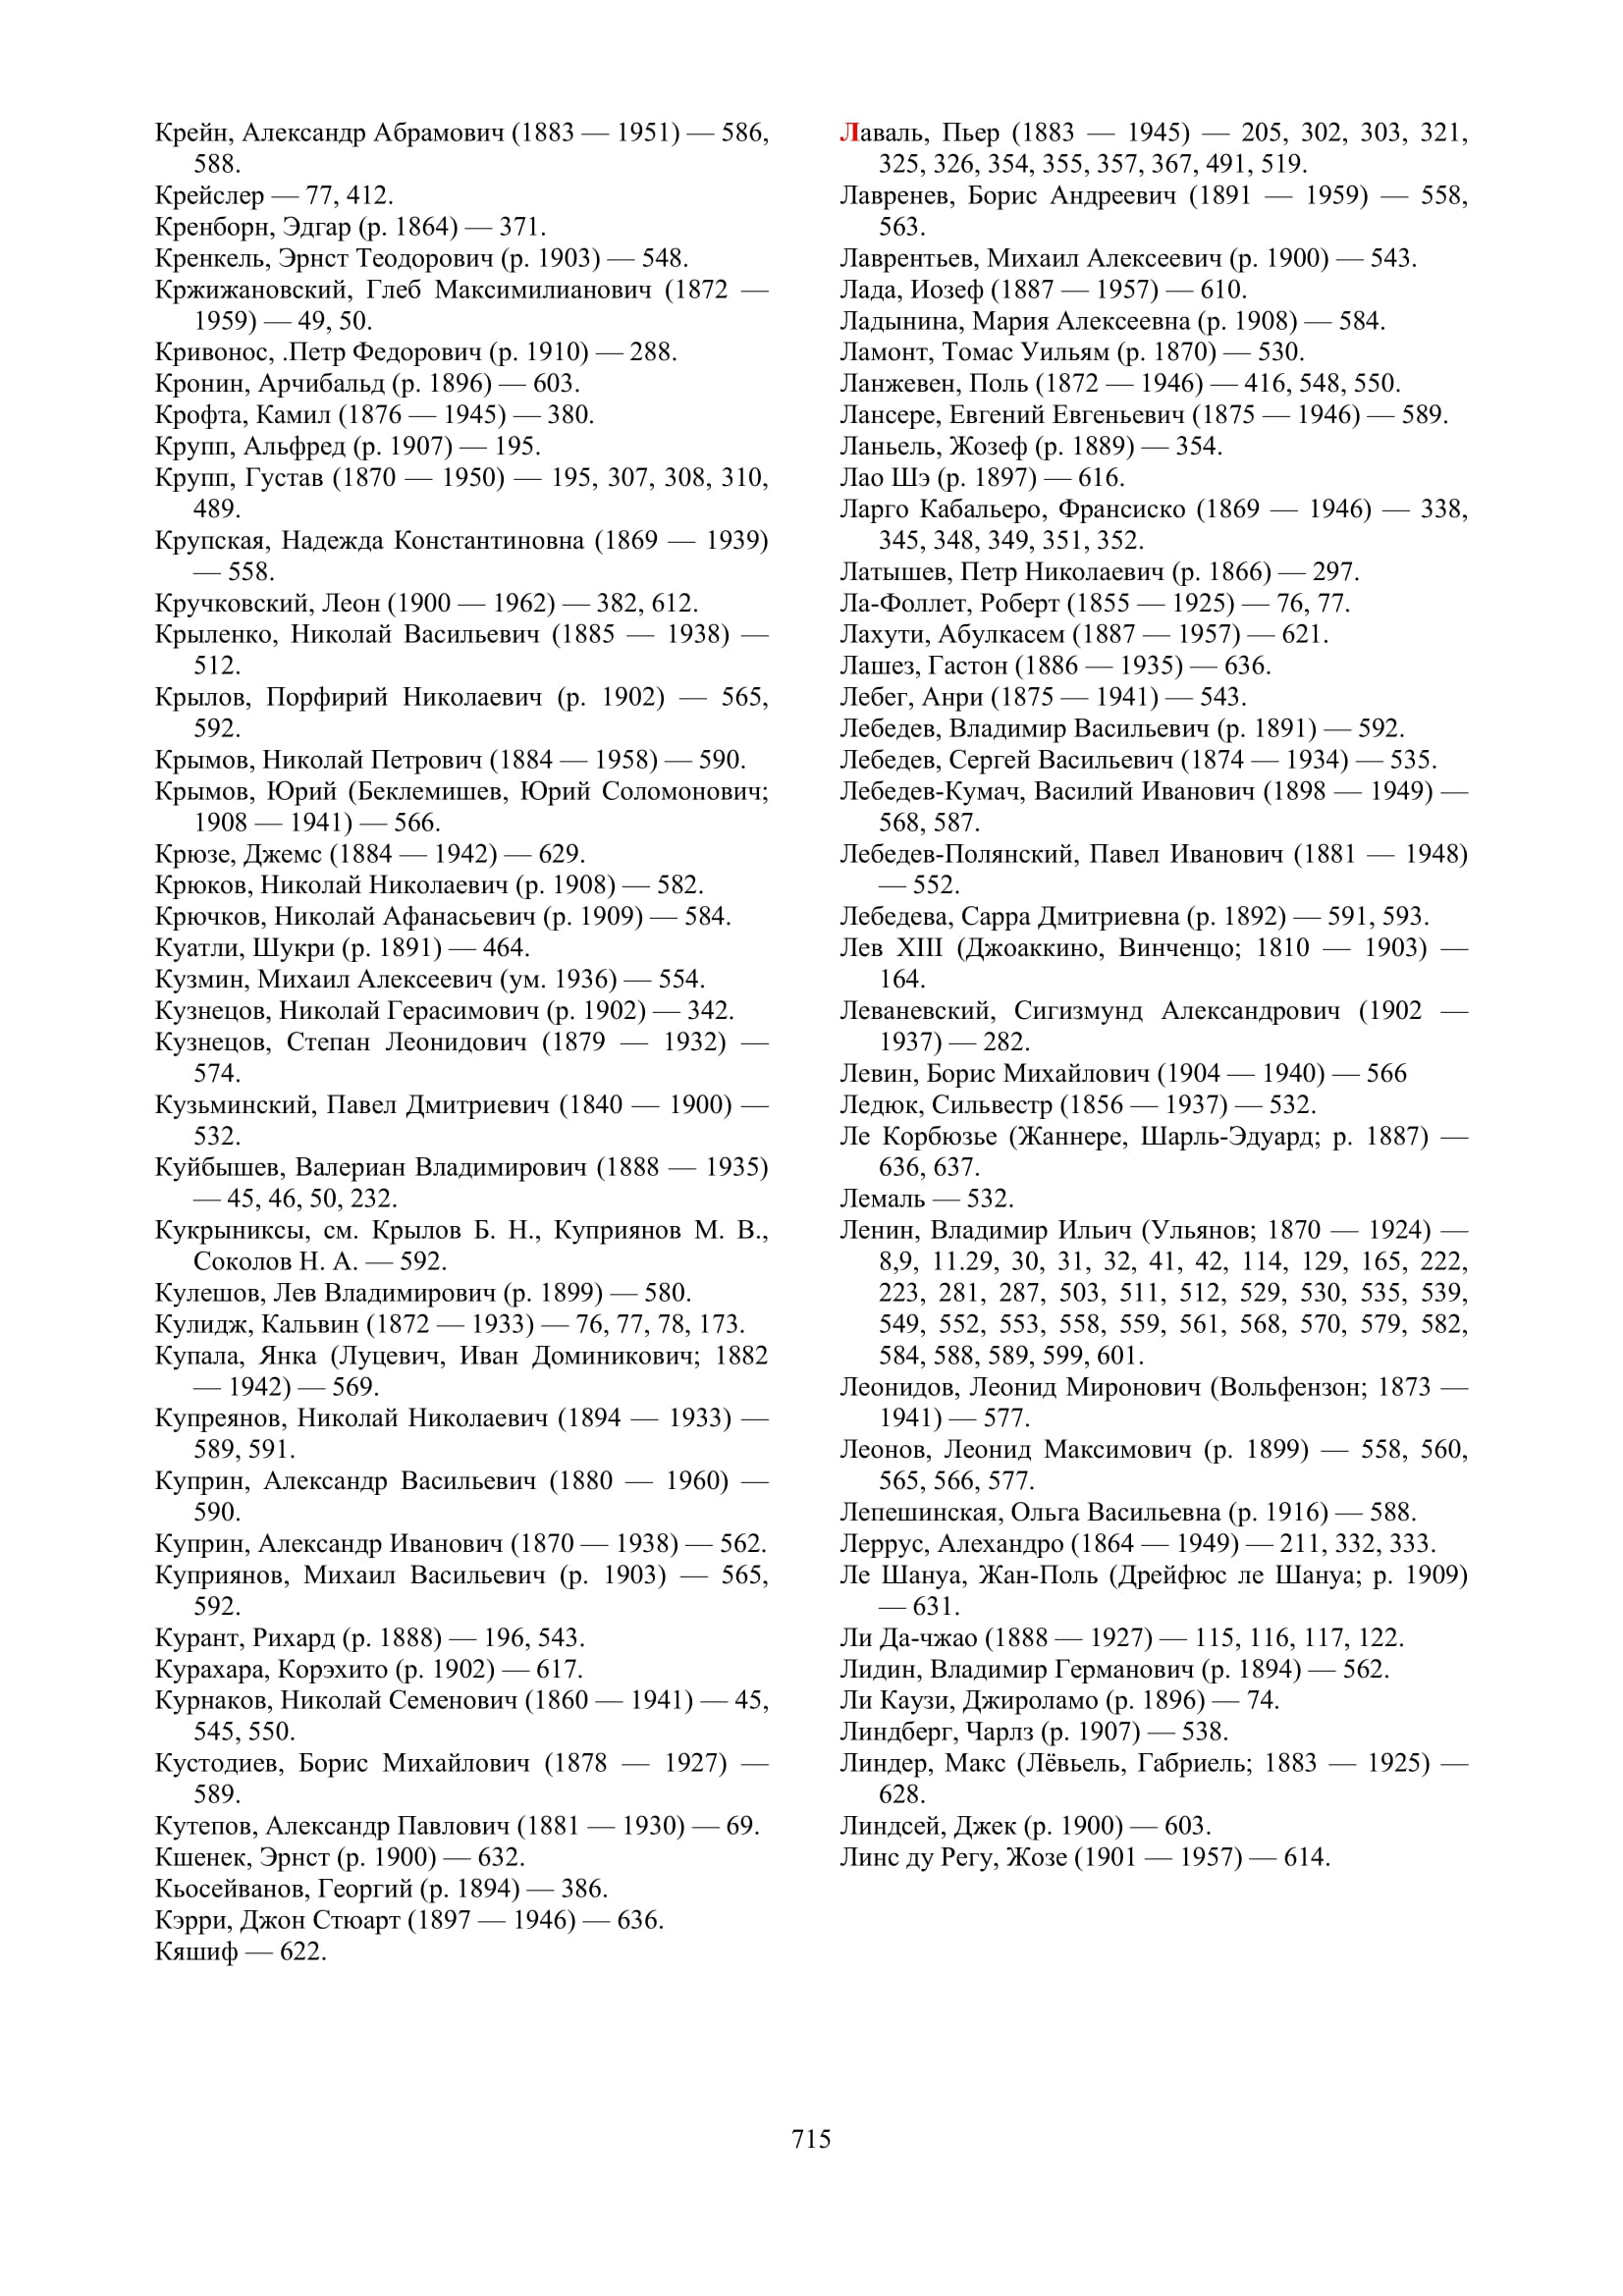 Крейн, Александр Абрамович (1883 — 1951) — 586,
588.
Крейслер — 77, 412.
Кренборн, Эдгар (р. 1864) — 371.
Кренкель, Эрнст Теодорович (р. 1903) — 548.
Кржижановский, Глеб Максимилианович (1872 —
1959) — 49, 50.
Кривонос, .Петр Федорович (р. 1910) — 288.
Кронин, Арчибальд (р. 1896) — 603.
Крофта, Камил (1876 — 1945) — 380.
Крупп, Альфред (р. 1907) — 195.
Крупп, Густав (1870 — 1950) — 195, 307, 308, 310,
489.
Крупская, Надежда Константиновна (1869 — 1939)
— 558.
Кручковский, Леон (1900 — 1962) — 382, 612.
Крыленко, Николай Васильевич (1885 — 1938) —
512.
Крылов, Порфирий Николаевич (р. 1902) — 565,
592.
Крымов, Николай Петрович (1884 — 1958) — 590.
Крымов, Юрий (Беклемишев, Юрий Соломонович;
1908 — 1941) — 566.
Крюзе, Джемс (1884 — 1942) — 629.
Крюков, Николай Николаевич (р. 1908) — 582.
Крючков, Николай Афанасьевич (р. 1909) — 584.
Куатли, Шукри (р. 1891) — 464.
Кузмин, Михаил Алексеевич (ум. 1936) — 554.
Кузнецов, Николай Герасимович (р. 1902) — 342.
Кузнецов, Степан Леонидович (1879 — 1932) —
574.
Кузьминский, Павел Дмитриевич (1840 — 1900) —
532.
Куйбышев, Валериан Владимирович (1888 — 1935)
— 45, 46, 50, 232.
Кукрыниксы, см. Крылов Б. Н., Куприянов М. В.,
Соколов Н. А. — 592.
Кулешов, Лев Владимирович (р. 1899) — 580.
Кулидж, Кальвин (1872 — 1933) — 76, 77, 78, 173.
Купала, Янка (Луцевич, Иван Доминикович; 1882
— 1942) — 569.
Купреянов, Николай Николаевич (1894 — 1933) —
589, 591.
Куприн, Александр Васильевич (1880 — 1960) —
590.
Куприн, Александр Иванович (1870 — 1938) — 562.
Куприянов, Михаил Васильевич (р. 1903) — 565,
592.
Курант, Рихард (р. 1888) — 196, 543.
Курахара, Корэхито (р. 1902) — 617.
Курнаков, Николай Семенович (1860 — 1941) — 45,
545, 550.
Кустодиев, Борис Михайлович (1878 — 1927) —
589.
Кутепов, Александр Павлович (1881 — 1930) — 69.
Кшенек, Эрнст (р. 1900) — 632.
Кьосейванов, Георгий (р. 1894) — 386.
Кэрри, Джон Стюарт (1897 — 1946) — 636.
Кяшиф — 622.
Лаваль, Пьер (1883 — 1945) — 205, 302, 303, 321,
325, 326, 354, 355, 357, 367, 491, 519.
Лавренев, Борис Андреевич (1891 — 1959) — 558,
563.
Лаврентьев, Михаил Алексеевич (р. 1900) — 543.
Лада, Иозеф (1887 — 1957) — 610.
Ладынина, Мария Алексеевна (р. 1908) — 584.
Ламонт, Томас Уильям (р. 1870) — 530.
Ланжевен, Поль (1872 — 1946) — 416, 548, 550.
Лансере, Евгений Евгеньевич (1875 — 1946) — 589.
Ланьель, Жозеф (р. 1889) — 354.
Лао Шэ (р. 1897) — 616.
Ларго Кабальеро, Франсиско (1869 — 1946) — 338,
345, 348, 349, 351, 352.
Латышев, Петр Николаевич (р. 1866) — 297.
Ла-Фоллет, Роберт (1855 — 1925) — 76, 77.
Лахути, Абулкасем (1887 — 1957) — 621.
Лашез, Гастон (1886 — 1935) — 636.
Лебег, Анри (1875 — 1941) — 543.
Лебедев, Владимир Васильевич (р. 1891) — 592.
Лебедев, Сергей Васильевич (1874 — 1934) — 535.
Лебедев-Кумач, Василий Иванович (1898 — 1949) —
568, 587.
Лебедев-Полянский, Павел Иванович (1881 — 1948)
— 552.
Лебедева, Сарра Дмитриевна (р. 1892) — 591, 593.
Лев XIII (Джоаккино, Винченцо; 1810 — 1903) —
164.
Леваневский, Сигизмунд Александрович (1902 —
1937) — 282.
Левин, Борис Михайлович (1904 — 1940) — 566
Ледюк, Сильвестр (1856 — 1937) — 532.
Ле Корбюзье (Жаннере, Шарль-Эдуард; р. 1887) —
636, 637.
Лемаль — 532.
Ленин, Владимир Ильич (Ульянов; 1870 — 1924) —
8,9, 11.29, 30, 31, 32, 41, 42, 114, 129, 165, 222,
223, 281, 287, 503, 511, 512, 529, 530, 535, 539,
549, 552, 553, 558, 559, 561, 568, 570, 579, 582,
584, 588, 589, 599, 601.
Леонидов, Леонид Миронович (Вольфензон; 1873 —
1941) — 577.
Леонов, Леонид Максимович (р. 1899) — 558, 560,
565, 566, 577.
Лепешинская, Ольга Васильевна (р. 1916) — 588.
Леррус, Алехандро (1864 — 1949) — 211, 332, 333.
Ле Шануа, Жан-Поль (Дрейфюс ле Шануа; р. 1909)
— 631.
Ли Да-чжао (1888 — 1927) — 115, 116, 117, 122.
Лидин, Владимир Германович (р. 1894) — 562.
Ли Каузи, Джироламо (р. 1896) — 74.
Линдберг, Чарлз (р. 1907) — 538.
Линдер, Макс (Лёвьель, Габриель; 1883 — 1925) —
628.
Линдсей, Джек (р. 1900) — 603.
Линс ду Регу, Жозе (1901 — 1957) — 614.
715